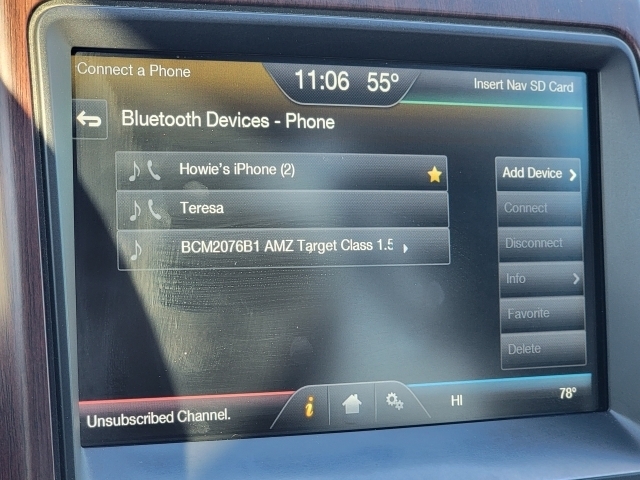 Connect a Phone
11:06 55°
Insert Nav SD Card
Bluetooth Devices - Phone
Howie's iPhone (2)
Teresa
BCM2076B1 AMZ Target Class 1.5
Add Device
Connect
Disconnect
Info
Favorite
Delete
Unsubscribed Channel.
i
HI
78°